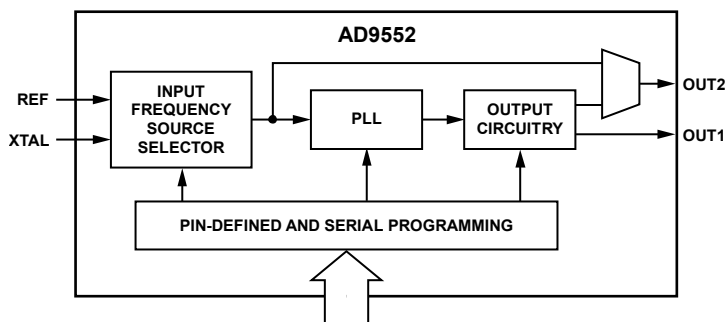 AD9552
REF
XTAL
INPUT
FREQUENCY
SOURCE
SELECTOR
PLL
OUTPUT
CIRCUITRY
OUT2
OUT1
PIN-DEFINED AND SERIAL PROGRAMMING